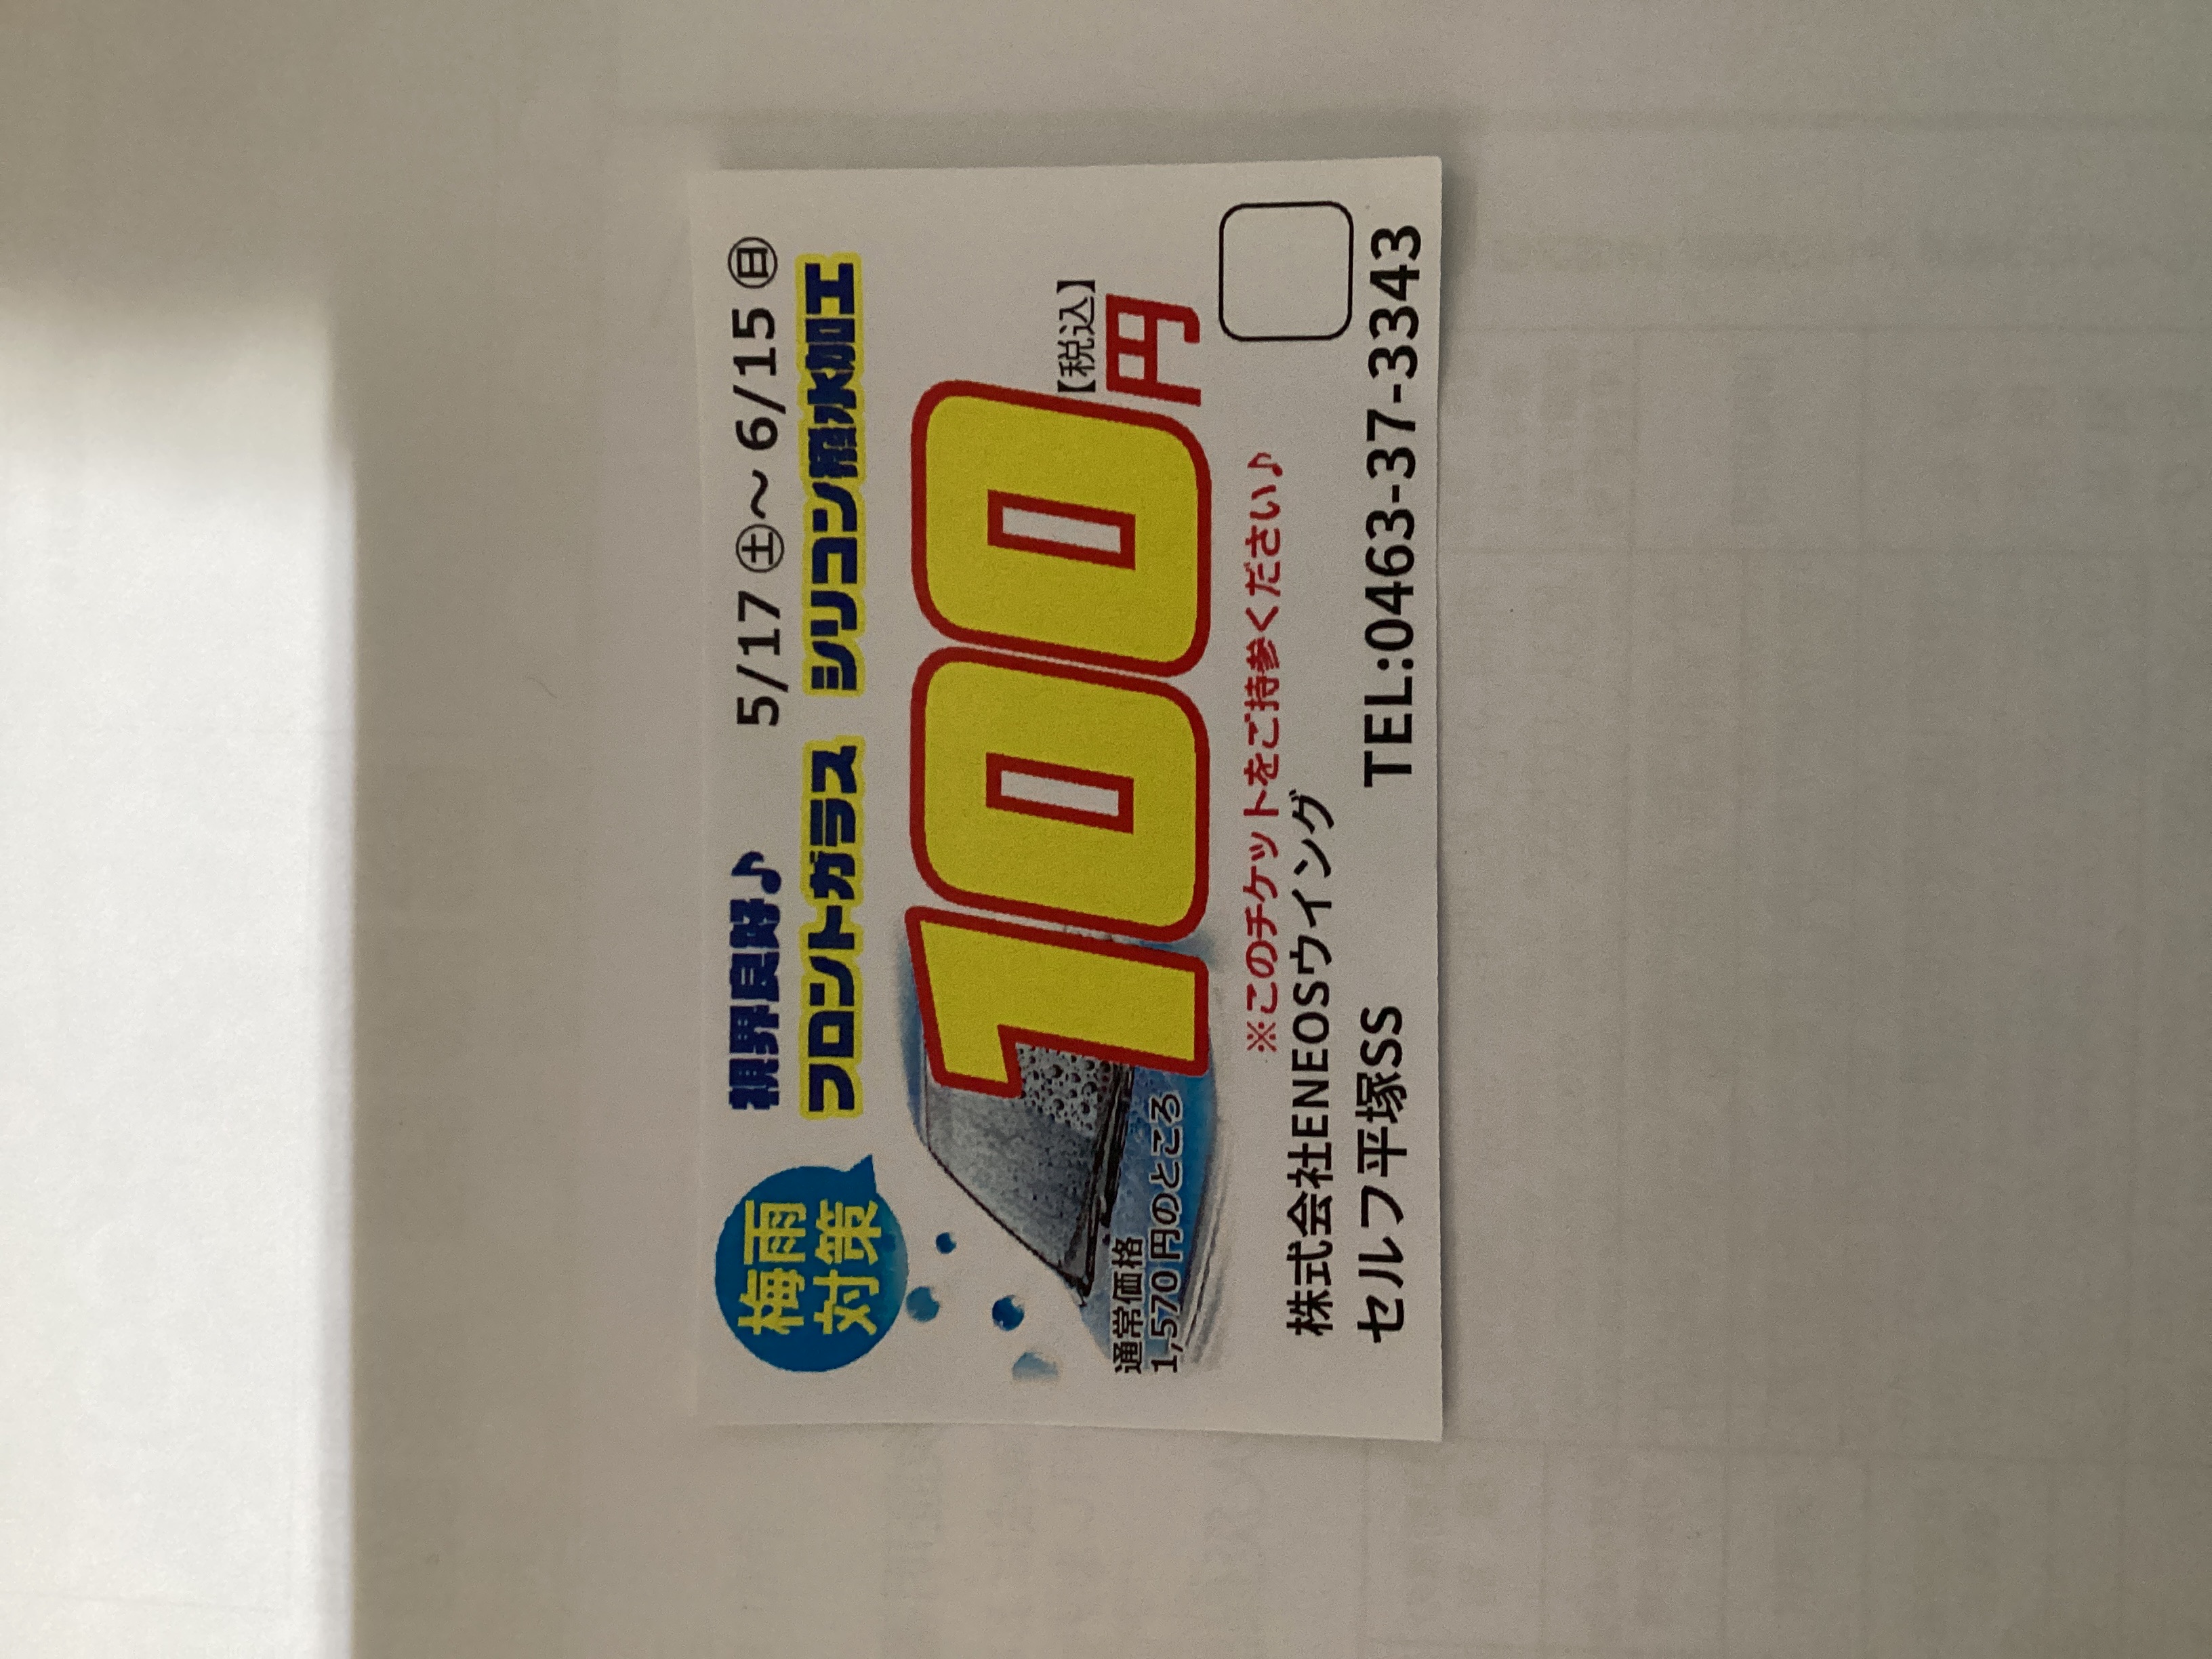 梅雨
対策
視界良好♪ 5/17㊏～6/15㊐
フロントガラス シリコン撥水加工
通常価格
1,570円のところ
100円
【税込】
※このチケットをご持参ください♪
株式会社ENEOSウイング
セルフ平塚SS TEL:0463-37-3343